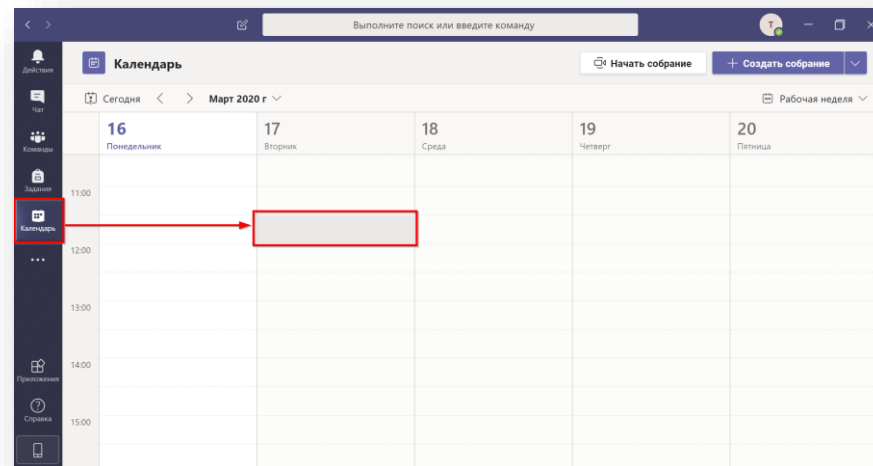 Выполните поиск или введите команду
T
Действия
Чат
Команды
Задания
Календарь
Приложения
Справка
Календарь
Начать собрание
+ Создать собрание
Сегодня
Март 2020 г
Рабочая неделя
16
Понедельник
17
Вторник
18
Среда
19
Четверг
20
Пятница
11:00
12:00
13:00
14:00
15:00